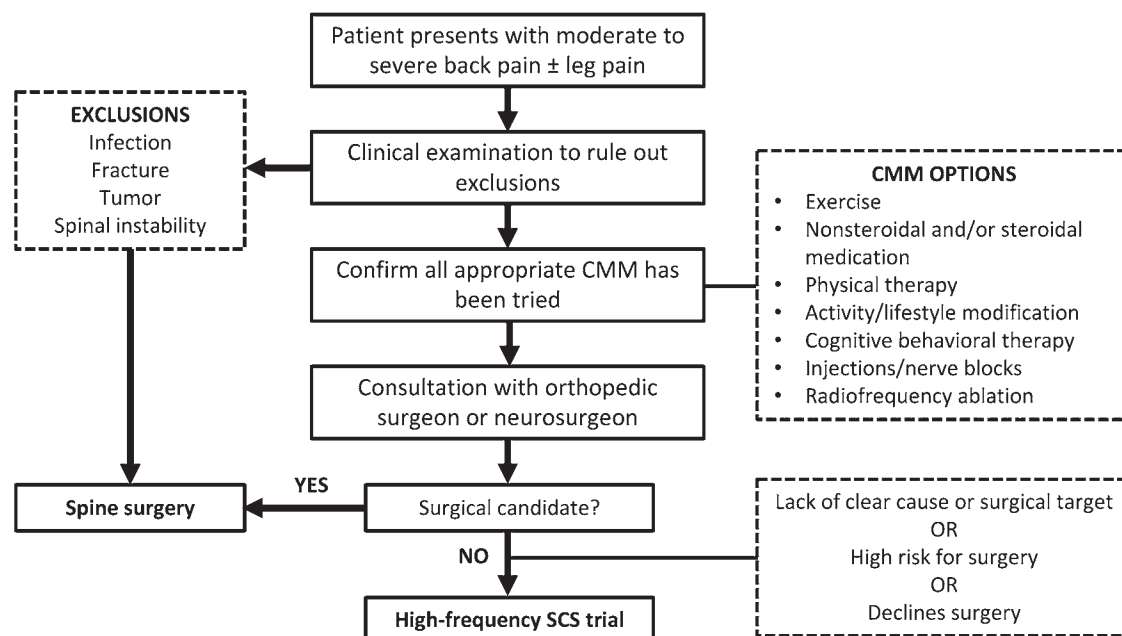 Patient presents with moderate to
severe back pain ± leg pain
EXCLUSIONS
Infection
Fracture
Tumor
Spinal instability
Clinical examination to rule out
exclusions
CMM OPTIONS
• Exercise
• Nonsteroidal and/or steroidal
medication
• Physical therapy
• Activity/lifestyle modification
• Cognitive behavioral therapy
• Injections/nerve blocks
• Radiofrequency ablation
Confirm all appropriate CMM has
been tried
Consultation with orthopedic
surgeon or neurosurgeon
Surgical candidate?
YES
Spine surgery
NO
Lack of clear cause or surgical target
OR
High risk for surgery
OR
Declines surgery
High-frequency SCS trial